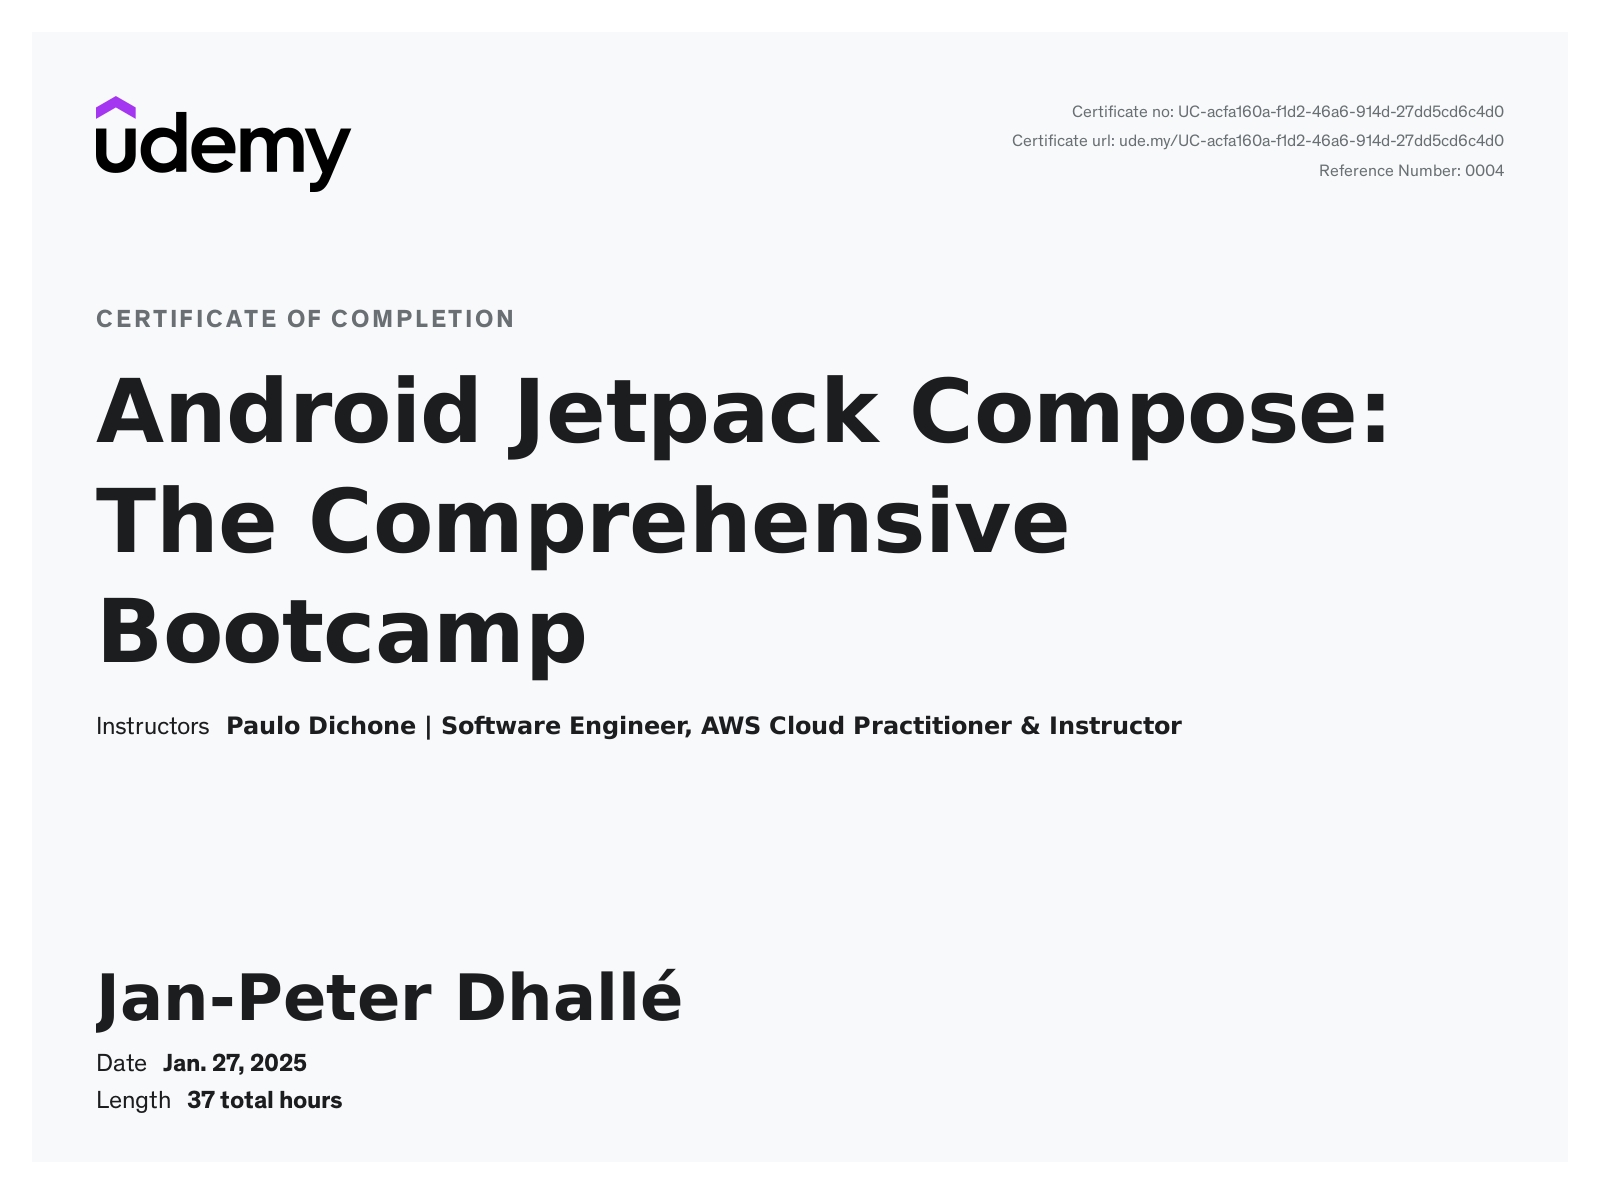 udemy
Certificate no: UC-acfa160a-f1d2-46a6-914d-27dd5cd6c4d0
Certificate url: ude.my/UC-acfa160a-f1d2-46a6-914d-27dd5cd6c4d0
Reference Number: 0004
CERTIFICATE OF COMPLETION
Android Jetpack Compose:
The Comprehensive
Bootcamp
Instructors Paulo Dichone | Software Engineer, AWS Cloud Practitioner & Instructor
Jan-Peter Dhallé
Date Jan. 27, 2025
Length 37 total hours